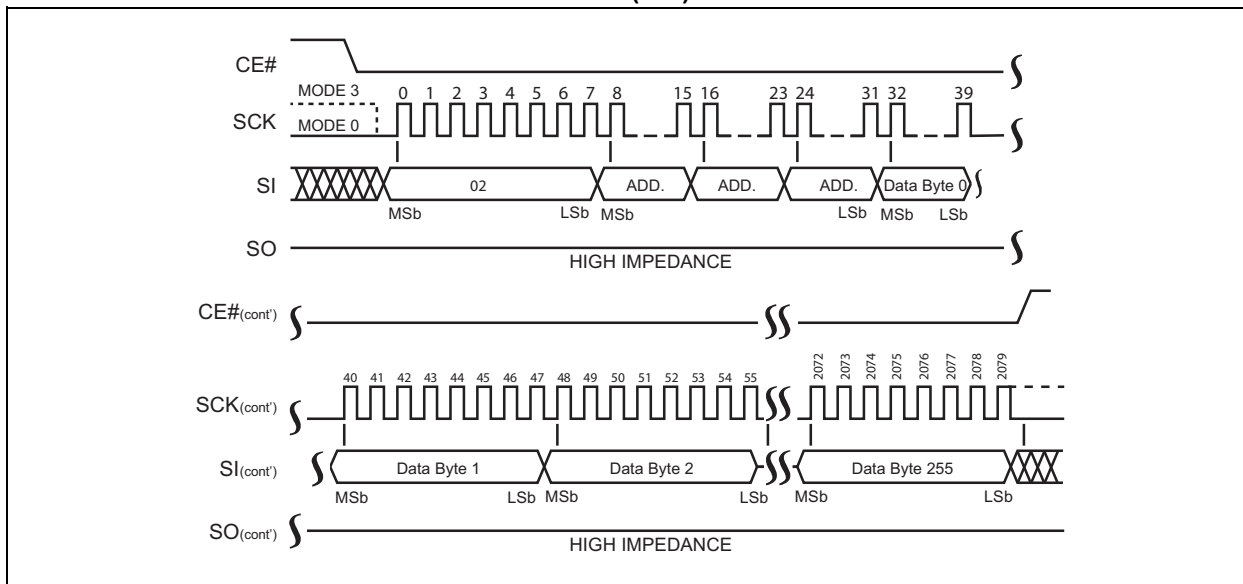 CE#
MODE 3
MODE 0
SCK
0 1 2 3 4 5 6 7 8 15 16 23 24 31 32 39
SI
02 ADD. ADD. ADD. Data Byte 0
MSb LSb MSb LSb MSb LSb
SO
HIGH IMPEDANCE
CE#(cont')
SCK(cont')
40 41 42 43 44 45 46 47 48 49 50 51 52 53 54 55 2072 2073 2074 2075 2076 2077 2078 2079
SI(cont')
Data Byte 1 Data Byte 2 Data Byte 255
MSb LSb MSb LSb MSb LSb
SO(cont')
HIGH IMPEDANCE